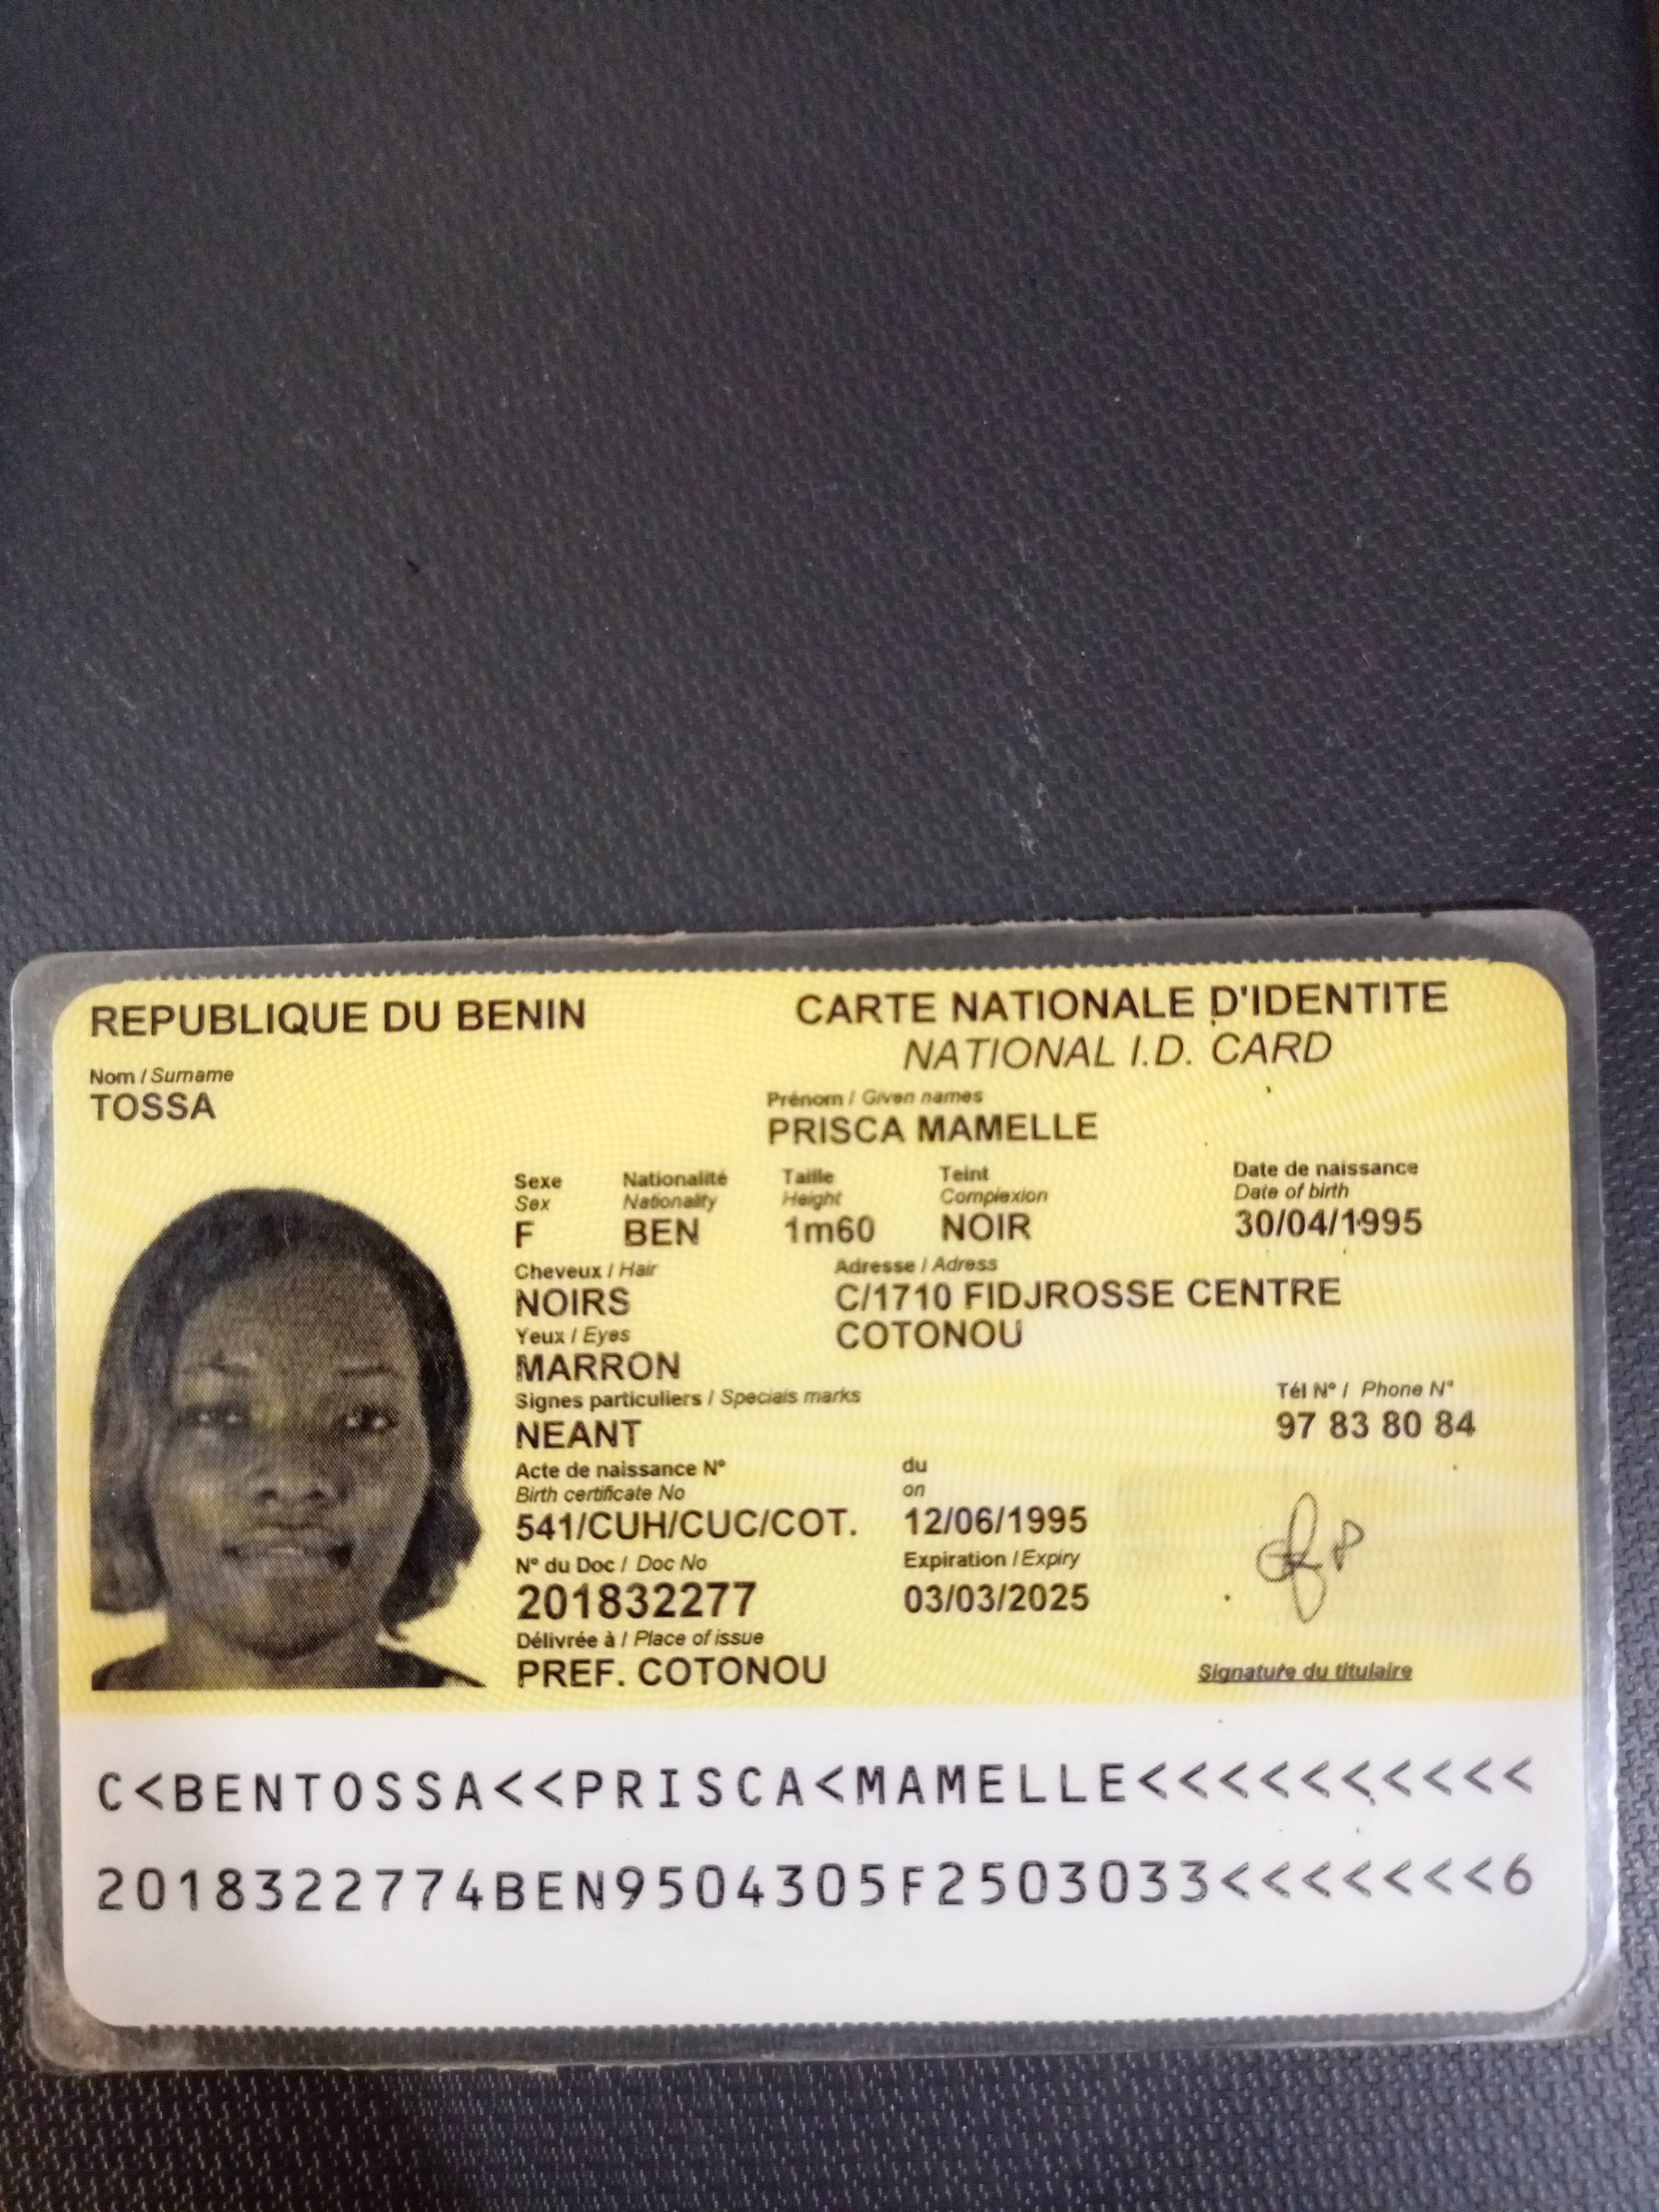 REPUBLIQUE DU BENIN
CARTE NATIONALE D'IDENTITE
NATIONAL I.D. CARD
Nom / Surname
TOSSA
Prénom / Given names
PRISCA MAMELLE
Sexe Nationalité Taille Teint Date de naissance
Sex Nationality Height Complexion Date of birth
F BEN 1m60 NOIR 30/04/1995
Cheveux / Hair Adresse / Adress
NOIRS C/1710 FIDJROSSE CENTRE
Yeux / Eyes COTONOU
MARRON
Signes particuliers / Specials marks Tél N° / Phone N°
NEANT 97 83 80 84
Acte de naissance N° du
Birth certificate No on
541/CUH/CUC/COT. 12/06/1995
N° du Doc / Doc No Expiration / Expiry
201832277 03/03/2025
Délivrée à / Place of issue
PREF. COTONOU Signature du titulaire
C<BENTOSSA<<PRISCA<MAMELLE<<<<<<<<<<
2018322774BEN9504305F2503033<<<<<<<6